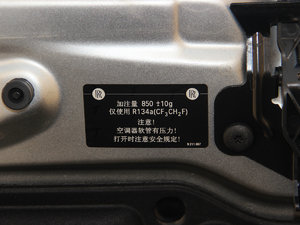 加注量 850 ±10g
仅使用 R134a(CF₃CH₂F)
注意!
空调器软管有压力!
打开时注意安全规定!